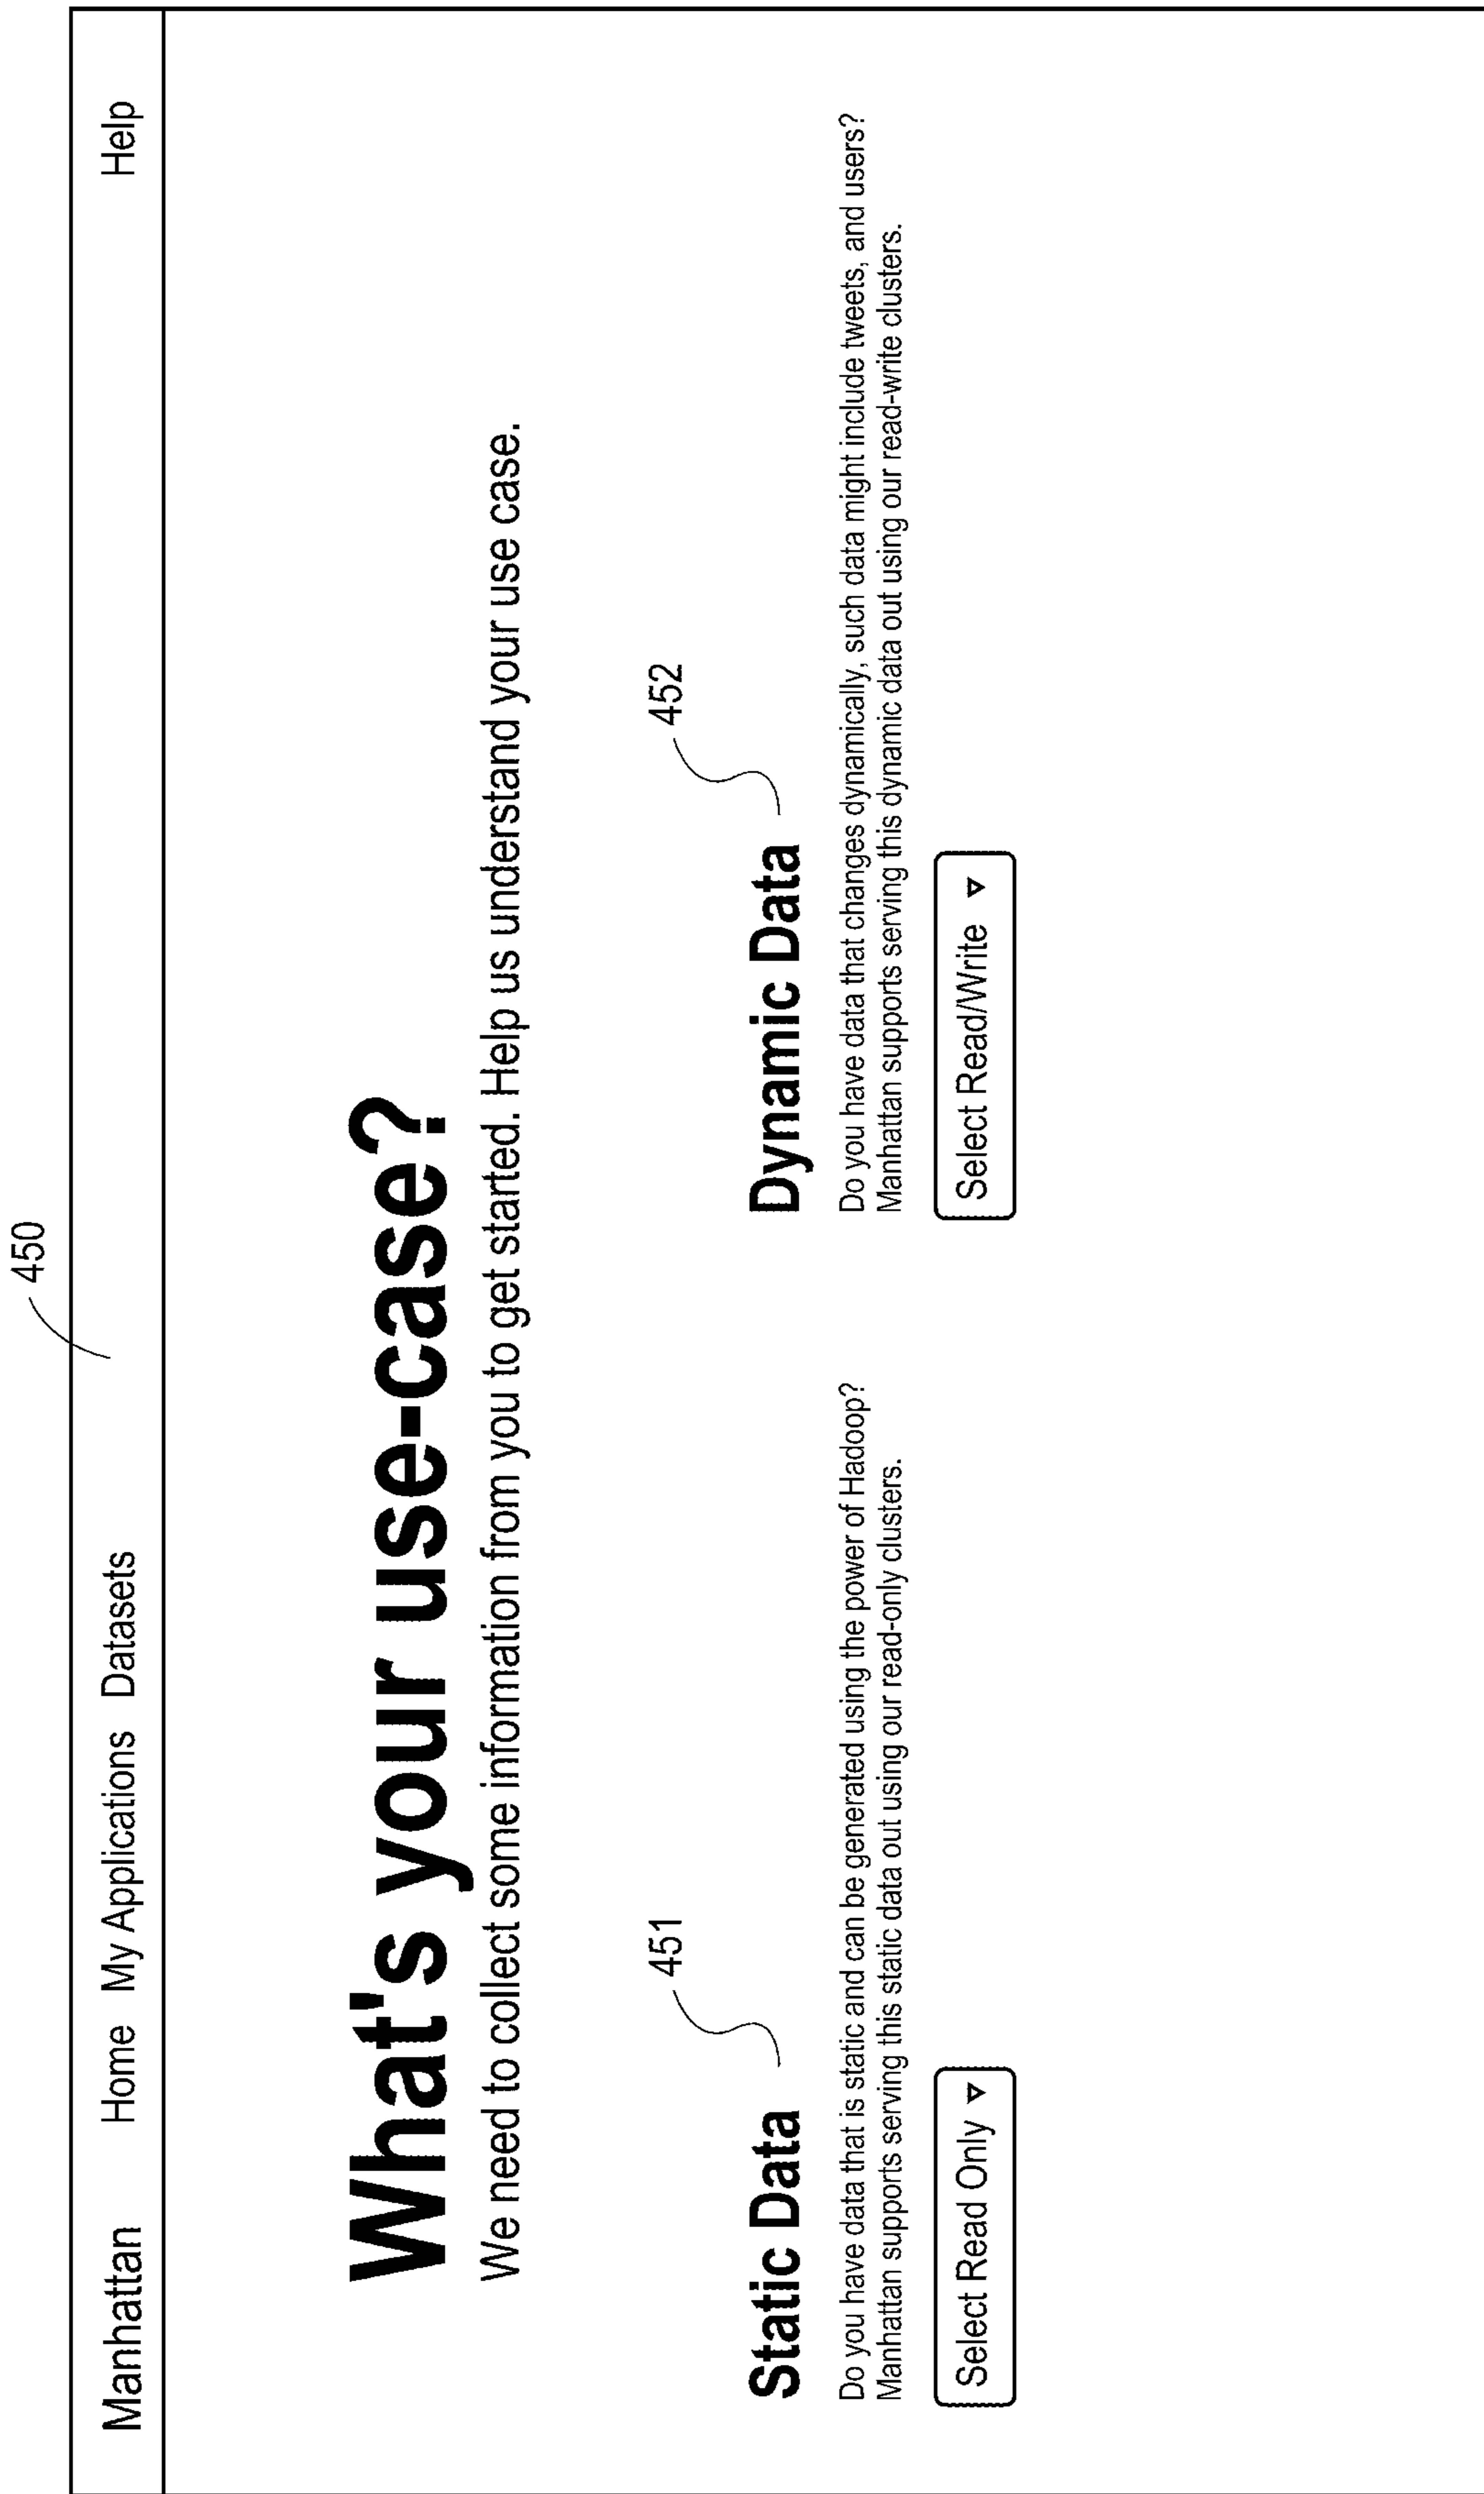 450
Manhattan Home My Applications Datasets Help
What's your use-case?
We need to collect some information from you to get started. Help us understand your use case.
451
Static Data
Do you have data that is static and can be generated using the power of Hadoop?
Manhattan supports serving this static data out using our read-only clusters.
Select Read Only
452
Dynamic Data
Do you have data that changes dynamically, such data might include tweets, and users?
Manhattan supports serving this dynamic data out using our read-write clusters.
Select Read/Write